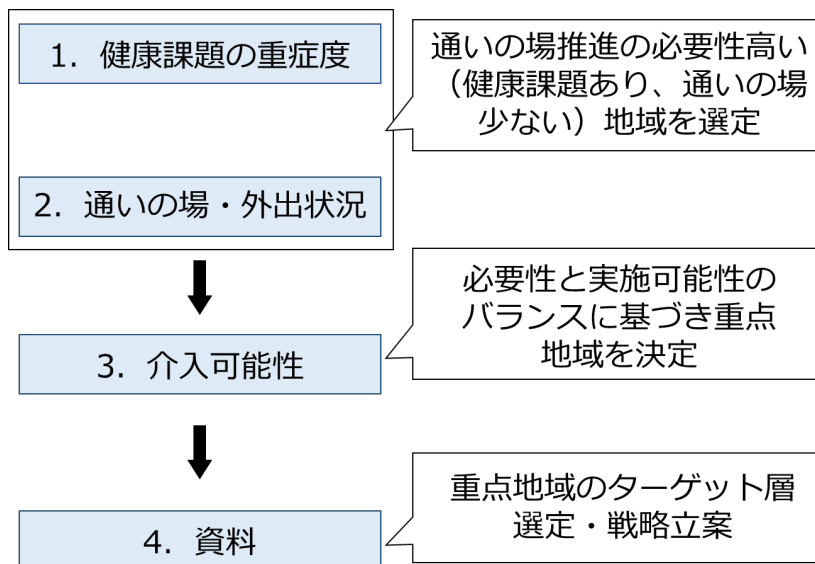 1. 健康課題の重症度
通いの場推進の必要性高い
（健康課題あり、通いの場
少ない）地域を選定
2. 通いの場・外出状況
必要性と実施可能性の
バランスに基づき重点
地域を決定
3. 介入可能性
重点地域のターゲット層
選定・戦略立案
4. 資料